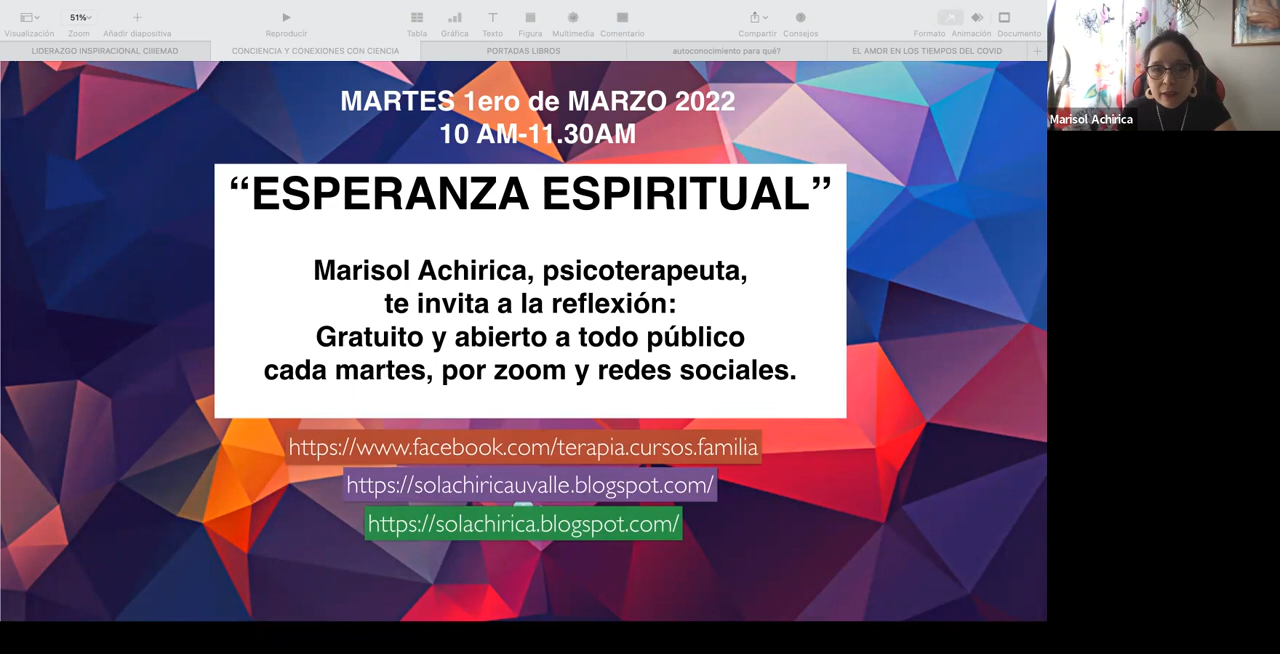 51%
Visualización Zoom Añadir diapositiva Reproducir Tabla Gráfica Texto Figura Multimedia Comentario Compartir Consejos Formato Animación Documento
CONCIENCIA Y CONEXIONES CON CIENCIA PORTADAS LIBROS autoconocimiento para qué? EL AMOR EN LOS TIEMPOS DEL COVID
LIDERAZGO INSPIRACIONAL
Marisol Achirica
MARTES 1ero de MARZO 2022
10 AM-11.30AM
“ESPERANZA ESPIRITUAL”
Marisol Achirica, psicoterapeuta,
te invita a la reflexión:
Gratuito y abierto a todo público
cada martes, por zoom y redes sociales.
https://www.facebook.com/terapia.cursos.familia
https://solachiricauvalle.blogspot.com/
https://solachirica.blogspot.com/